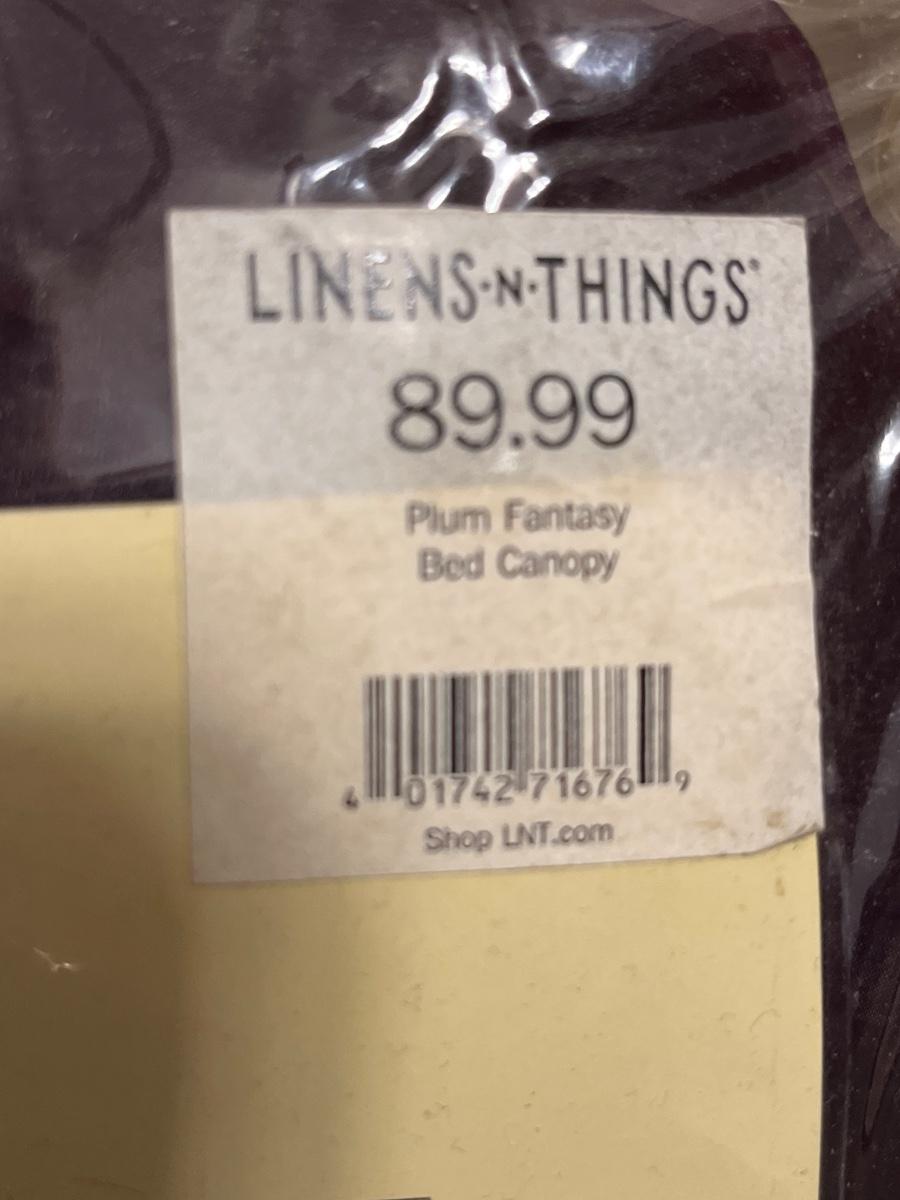 LINENS·N·THINGS®
89.99
Plum Fantasy
Bed Canopy
4 01742 71676 9
Shop LNT.com